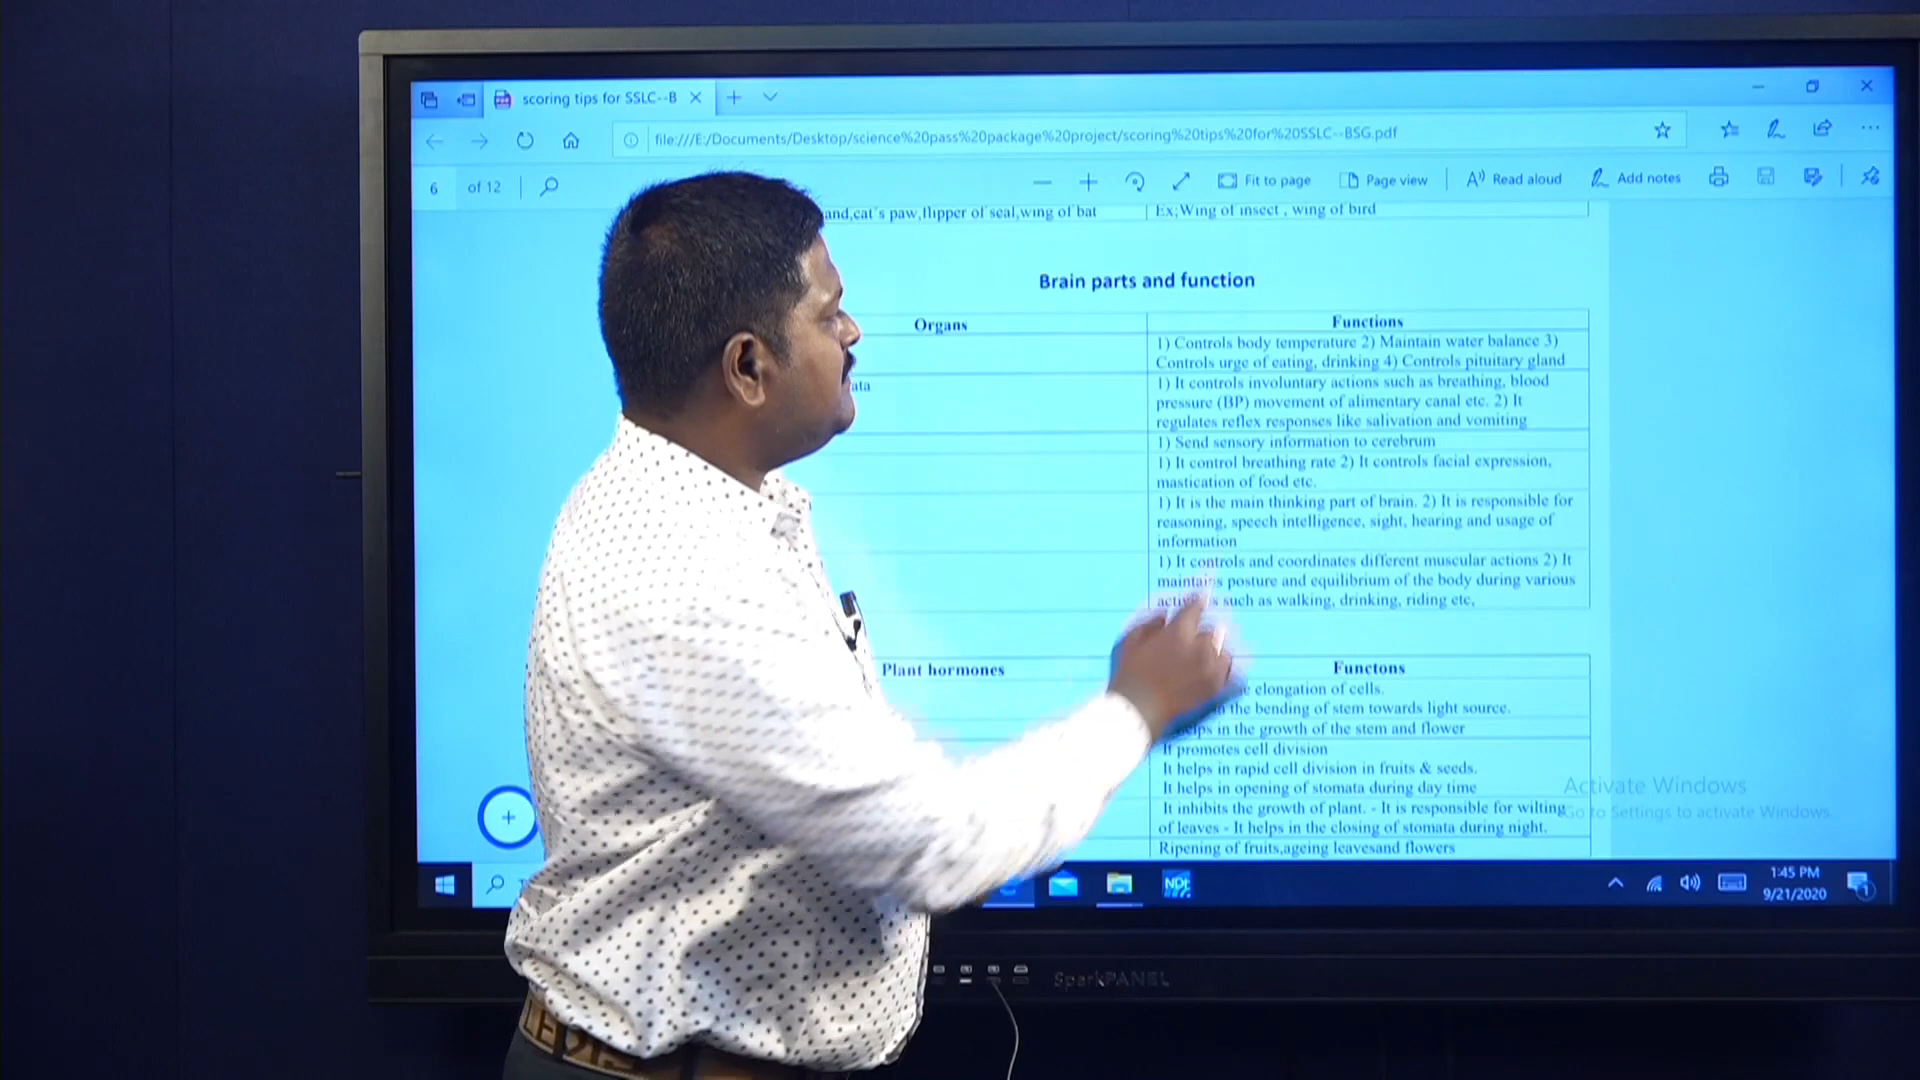 scoring tips for SSLC--B
file:///E:/Documents/Desktop/science%20pass%20package%20project/scoring%20tips%20for%20SSLC--BSG.pdf
6 of 12
Fit to page
Page view
Read aloud
Add notes
and,cat's paw,flipper of seal,wing of bat
Ex;Wing of insect , wing of bird
Brain parts and function
Organs
Functions
1) Controls body temperature 2) Maintain water balance 3)
Controls urge of eating, drinking 4) Controls pituitary gland
ata
1) It controls involuntary actions such as breathing, blood
pressure (BP) movement of alimentary canal etc. 2) It
regulates reflex responses like salivation and vomiting
1) Send sensory information to cerebrum
1) It control breathing rate 2) It controls facial expression,
mastication of food etc.
1) It is the main thinking part of brain. 2) It is responsible for
reasoning, speech intelligence, sight, hearing and usage of
information
1) It controls and coordinates different muscular actions 2) It
maintains posture and equilibrium of the body during various
such as walking, drinking, riding etc,
Plant hormones
Functons
elongation of cells.
the bending of stem towards light source.
helps in the growth of the stem and flower
It promotes cell division
It helps in rapid cell division in fruits & seeds.
It helps in opening of stomata during day time
It inhibits the growth of plant. - It is responsible for wilting
of leaves - It helps in the closing of stomata during night.
Ripening of fruits,ageing leavesand flowers
Activate Windows
Go to Settings to activate Windows.
1:45 PM
9/21/2020
SparkPANEL